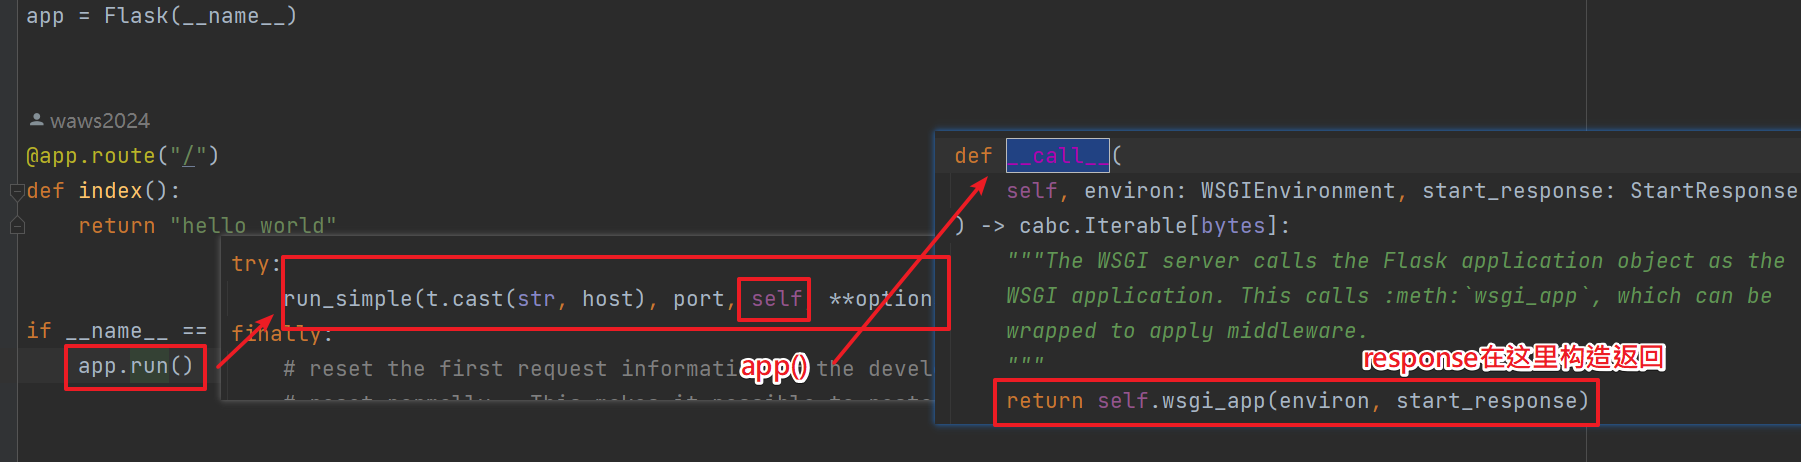 app = Flask(__name__)
waws2024
@app.route("/")
def index():
return "hello world"
if __name__ ==
app.run()
try:
run_simple(t.cast(str, host), port, self **option
finally:
# reset the first request informati the devel
app()
def __call__(
self, environ: WSGIEnvironment, start_response: StartResponse
) -> cabc.Iterable[bytes]:
"""The WSGI server calls the Flask application object as the
WSGI application. This calls :meth:`wsgi_app`, which can be
wrapped to apply middleware.
"""
response在这里构造返回
return self.wsgi_app(environ, start_response)